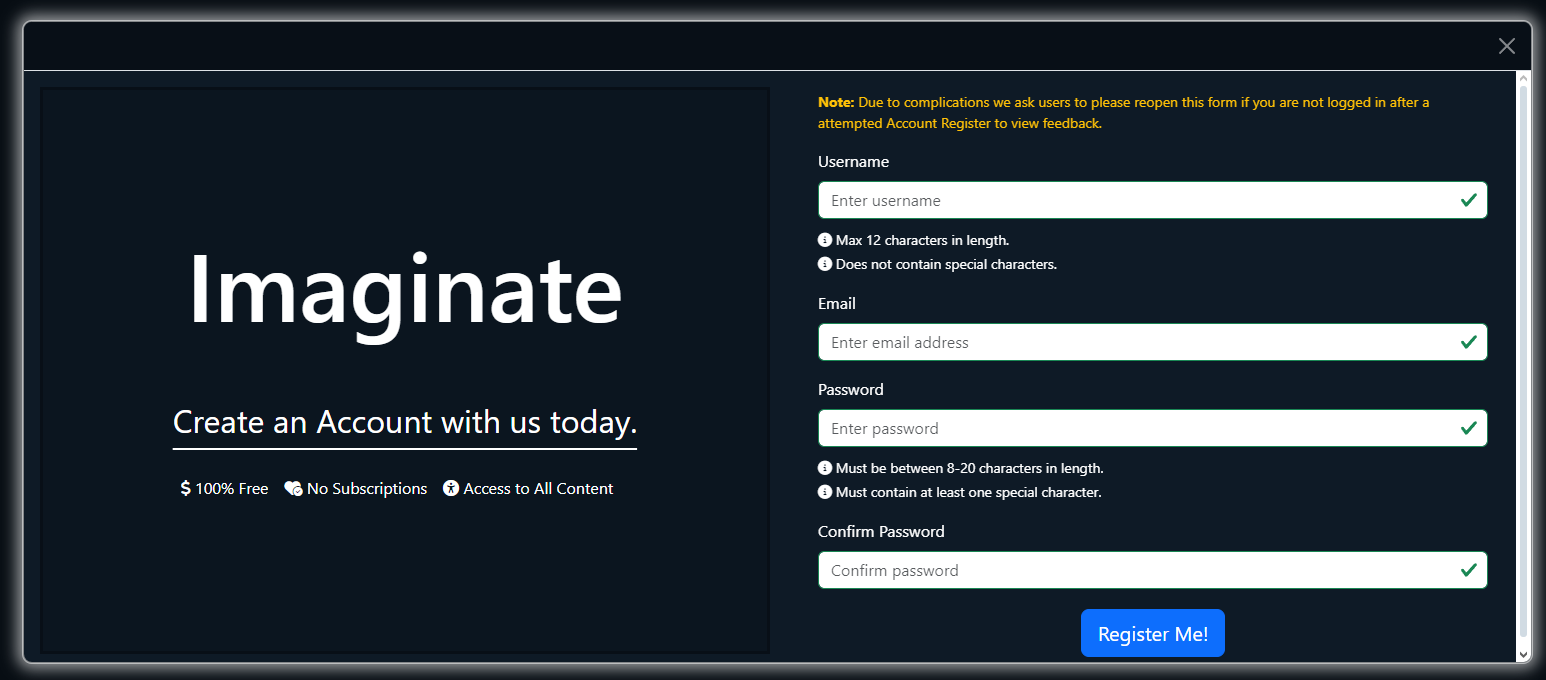 Imaginate
Create an Account with us today.
100% Free No Subscriptions Access to All Content
Note: Due to complications we ask users to please reopen this form if you are not logged in after a
attempted Account Register to view feedback.
Username
Enter username
Max 12 characters in length.
Does not contain special characters.
Email
Enter email address
Password
Enter password
Must be between 8-20 characters in length.
Must contain at least one special character.
Confirm Password
Confirm password
Register Me!